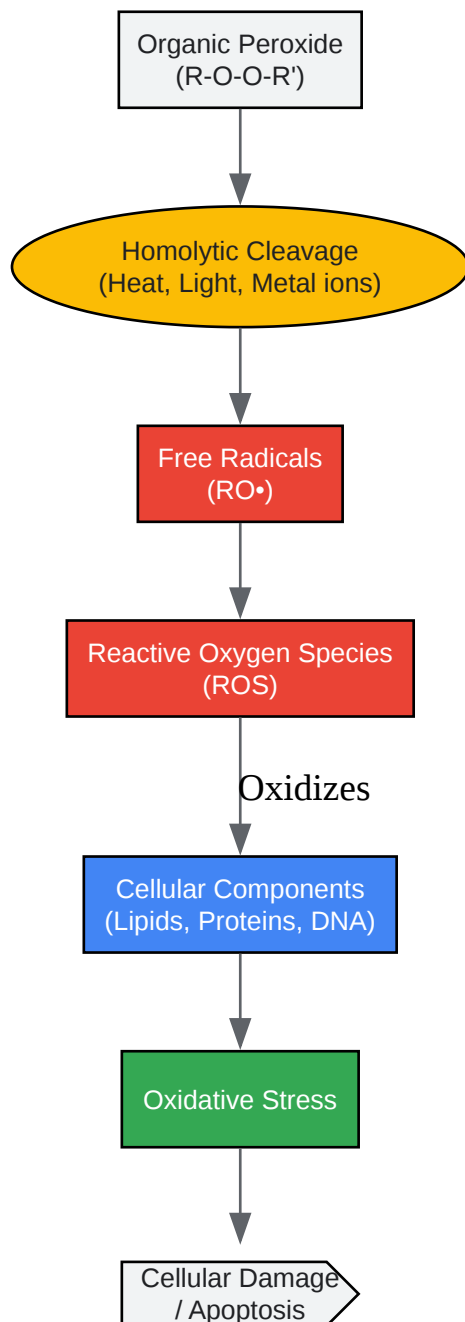 Organic Peroxide
(R-O-O-R')
Homolytic Cleavage
(Heat, Light, Metal ions)
Free Radicals
(RO•)
Reactive Oxygen Species
(ROS)
Oxidizes
Cellular Components
(Lipids, Proteins, DNA)
Oxidative Stress
Cellular Damage
/ Apoptosis